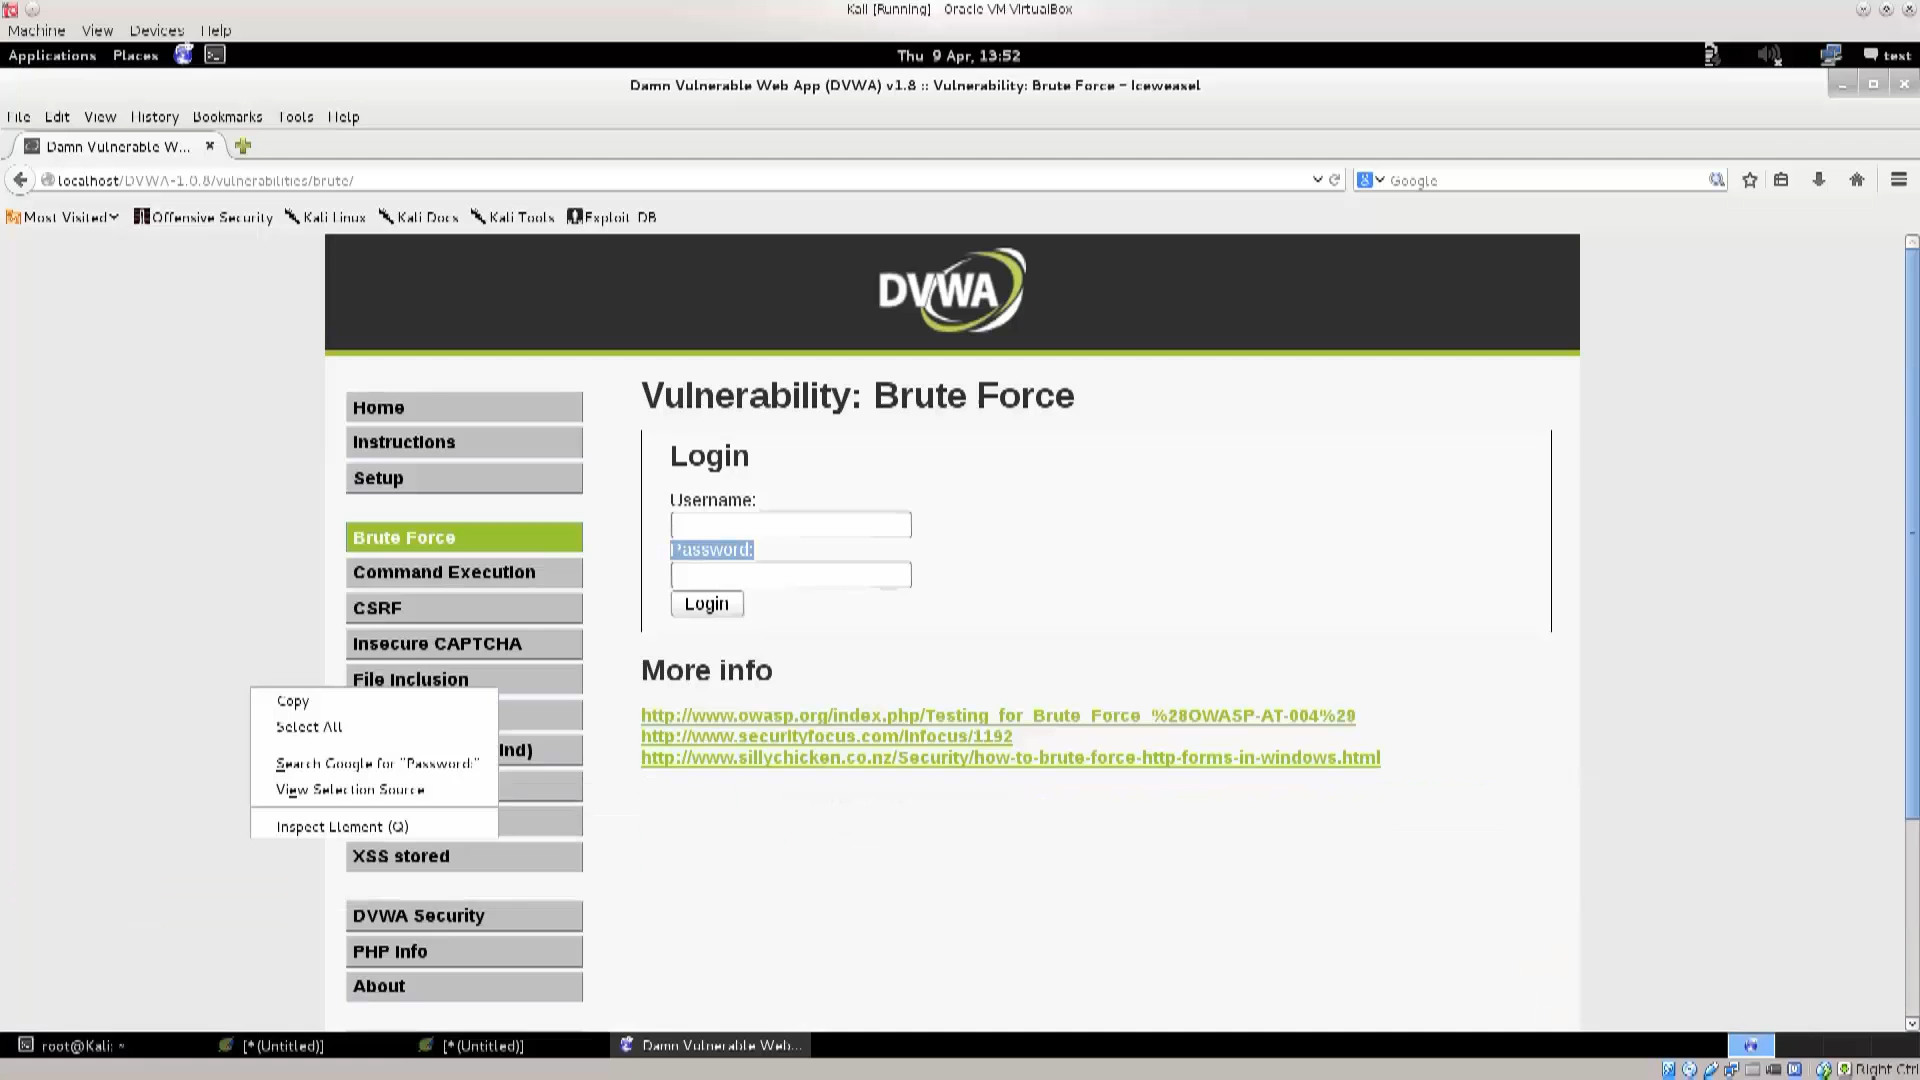 Kali [Running] Oracle VM VirtualBox
Machine View Devices Help
Applications Places
Thu 9 Apr, 13:52
text
Damn Vulnerable Web App (DVWA) v1.8 :: Vulnerability: Brute Force – Iceweasel
File Edit View History Bookmarks Tools Help
Damn Vulnerable W...
localhost/DVWA-1.0.8/vulnerabilities/brute/
Google
Most Visited Offensive Security Kali Linux Kali Docs Kali Tools Exploit DB
DVWA
Home
Instructions
Setup
Brute Force
Command Execution
CSRF
Insecure CAPTCHA
File Inclusion
Copy
Select All
Search Google for "Password:"
View Selection Source
Inspect Element (Q)
ind)
XSS stored
DVWA Security
PHP Info
About
Vulnerability: Brute Force
Login
Username:
Password:
Login
More info
http://www.owasp.org/index.php/Testing_for_Brute_Force_%28OWASP-AT-004%29
http://www.securityfocus.com/infocus/1192
http://www.sillychicken.co.nz/Security/how-to-brute-force-http-forms-in-windows.html
root@Kali: ~
[*(Untitled)]
[*(Untitled)]
Damn Vulnerable Web...
Right Ctrl